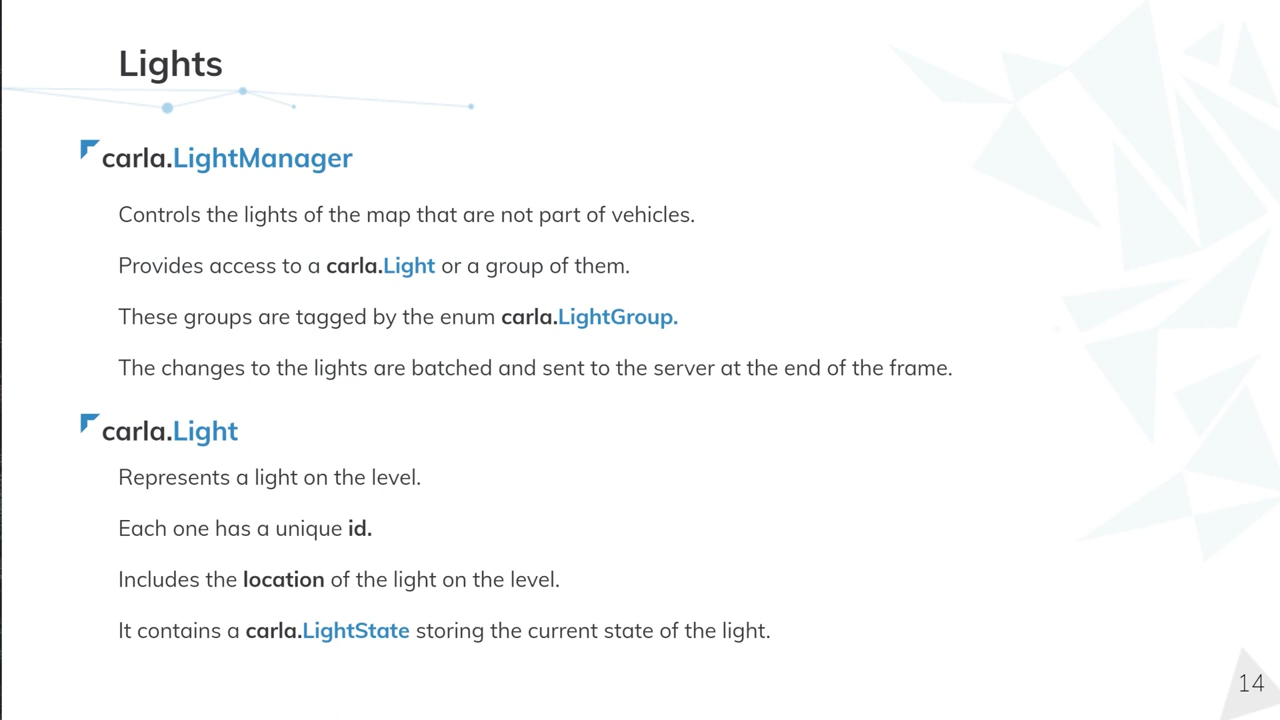 Lights
carla.LightManager
Controls the lights of the map that are not part of vehicles.
Provides access to a carla.Light or a group of them.
These groups are tagged by the enum carla.LightGroup.
The changes to the lights are batched and sent to the server at the end of the frame.
carla.Light
Represents a light on the level.
Each one has a unique id.
Includes the location of the light on the level.
It contains a carla.LightState storing the current state of the light.
14